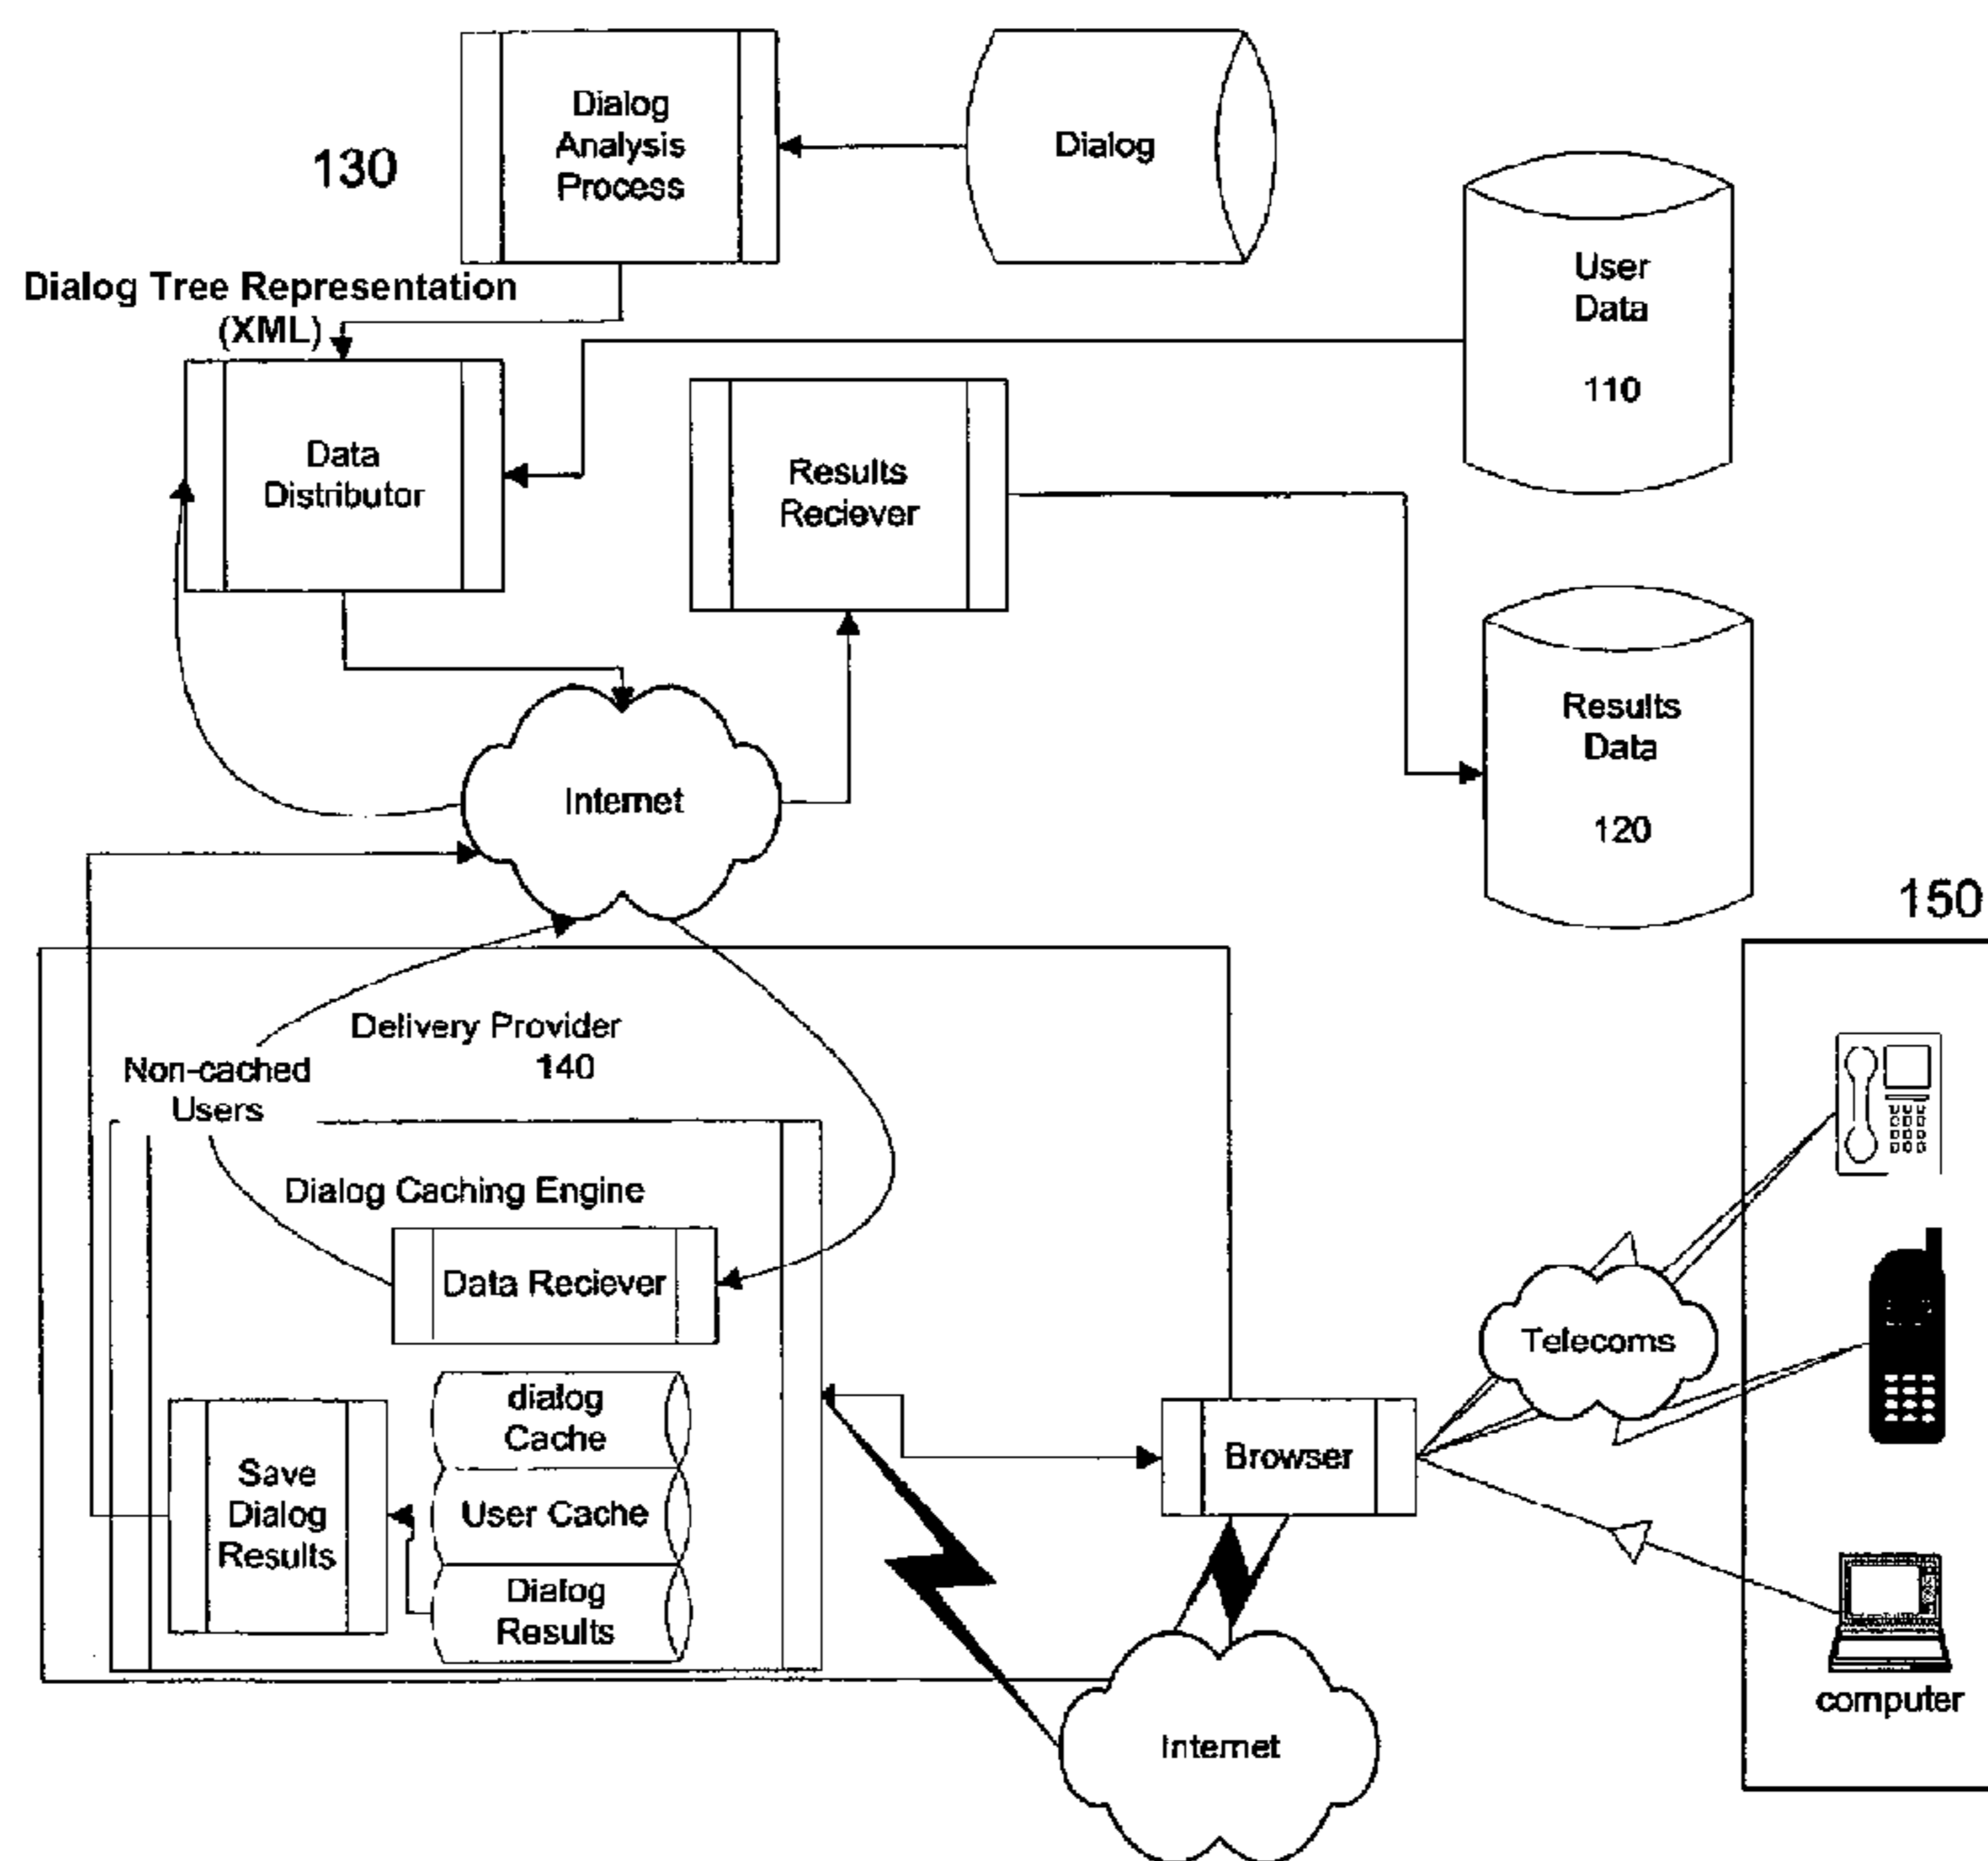 Dialog
Analysis
Process
Dialog
130
User
Data
110
Dialog Tree Representation
(XML)
Data
Distributor
Results
Reciever
Results
Data
120
Internet
150
Delivery Provider
140
Non-cached
Users
Dialog Caching Engine
Data Reciever
Telecoms
dialog
Cache
Browser
Save
Dialog
Results
User Cache
Dialog
Results
computer
Internet